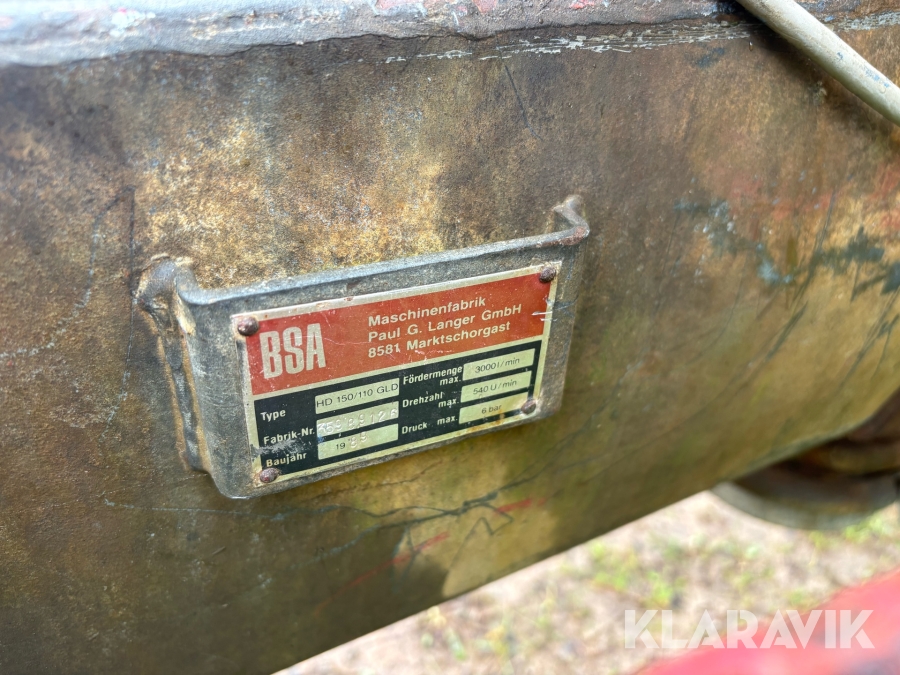 BSA
Maschinenfabrik
Paul G. Langer GmbH
8581 Marktschorgast
Type HD 150/110 GLD
Fabrik-Nr.
Baujahr 19
Fördermenge max. 3000 l/min
Drehzahl max. 540 U/min
Druck max. 6 bar
KLARAVIK